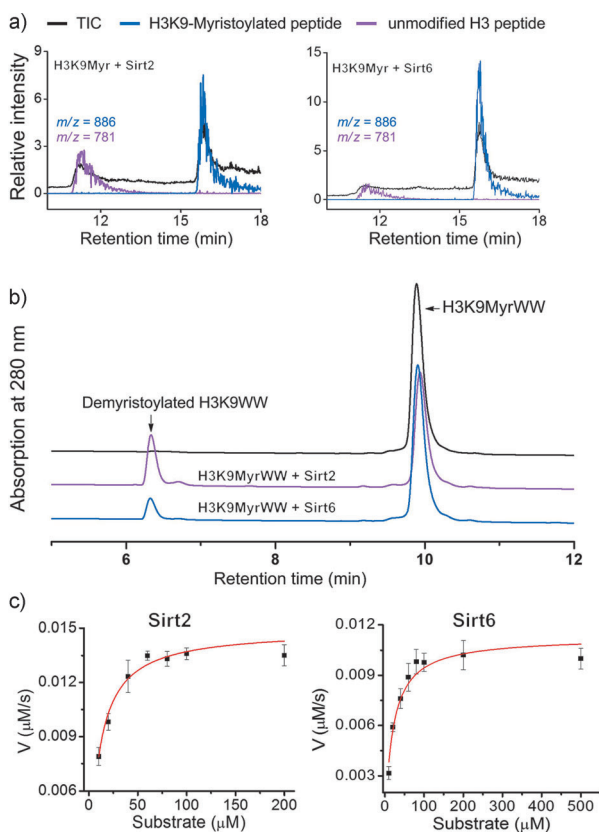 a)
TIC H3K9-Myristoylated peptide unmodified H3 peptide
H3K9Myr + Sirt2
m/z = 886
m/z = 781
Relative intensity
9
6
3
0
12 15 18
Retention time (min)
H3K9Myr + Sirt6
m/z = 886
m/z = 781
15
10
5
0
12 15 18
Retention time (min)
b)
H3K9MyrWW
Demyristoylated H3K9WW
H3K9MyrWW + Sirt2
H3K9MyrWW + Sirt6
Absorption at 280 nm
6 8 10 12
Retention time (min)
c)
Sirt2
V (µM/s)
0.015
0.012
0.009
0.006
0 50 100 150 200
Substrate (µM)
Sirt6
V (µM/s)
0.012
0.009
0.006
0.003
0 100 200 300 400 500
Substrate (µM)